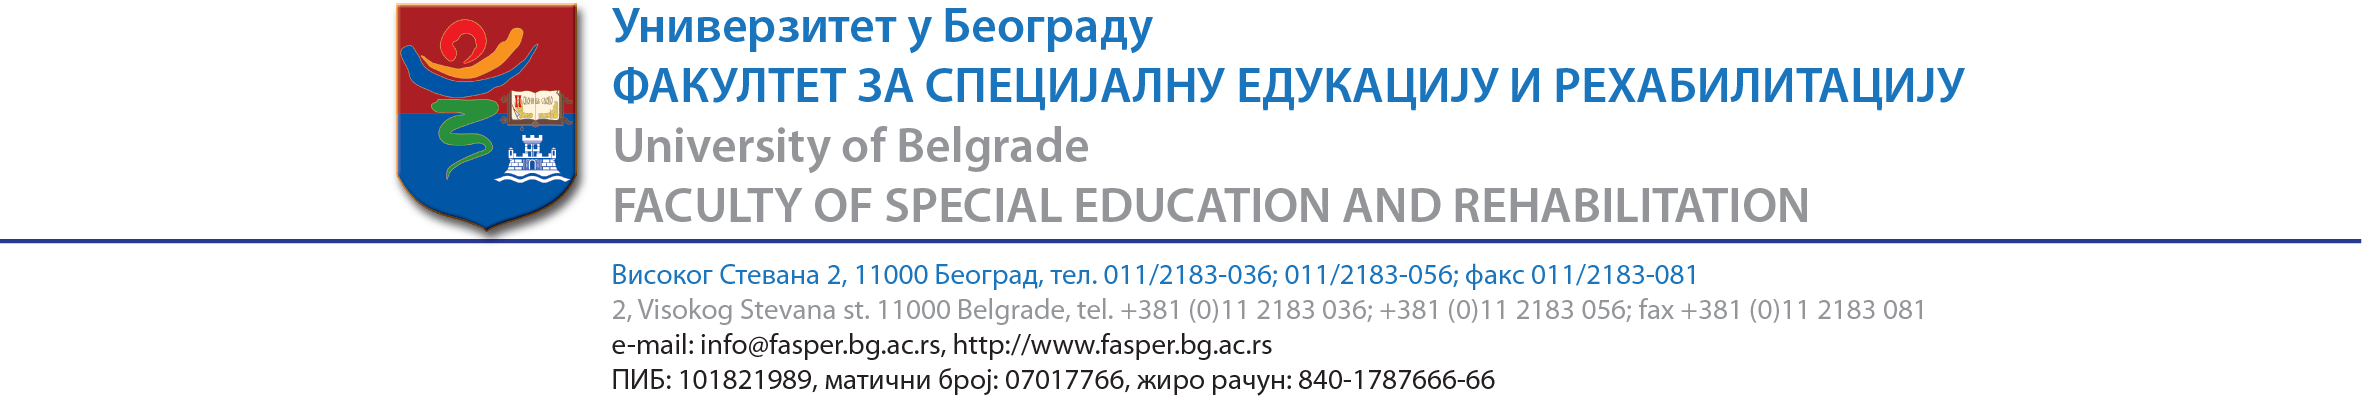 Универзитет у Београду
ФАКУЛТЕТ ЗА СПЕЦИЈАЛНУ ЕДУКАЦИЈУ И РЕХАБИЛИТАЦИЈУ
University of Belgrade
FACULTY OF SPECIAL EDUCATION AND REHABILITATION
Високог Стевана 2, 11000 Београд, тел. 011/2183-036; 011/2183-056; факс 011/2183-081
2, Visokog Stevana st. 11000 Belgrade, tel. +381 (0)11 2183 036; +381 (0)11 2183 056; fax +381 (0)11 2183 081
e-mail: info@fasper.bg.ac.rs, http://www.fasper.bg.ac.rs
ПИБ: 101821989, матични број: 07017766, жиро рачун: 840-1787666-66